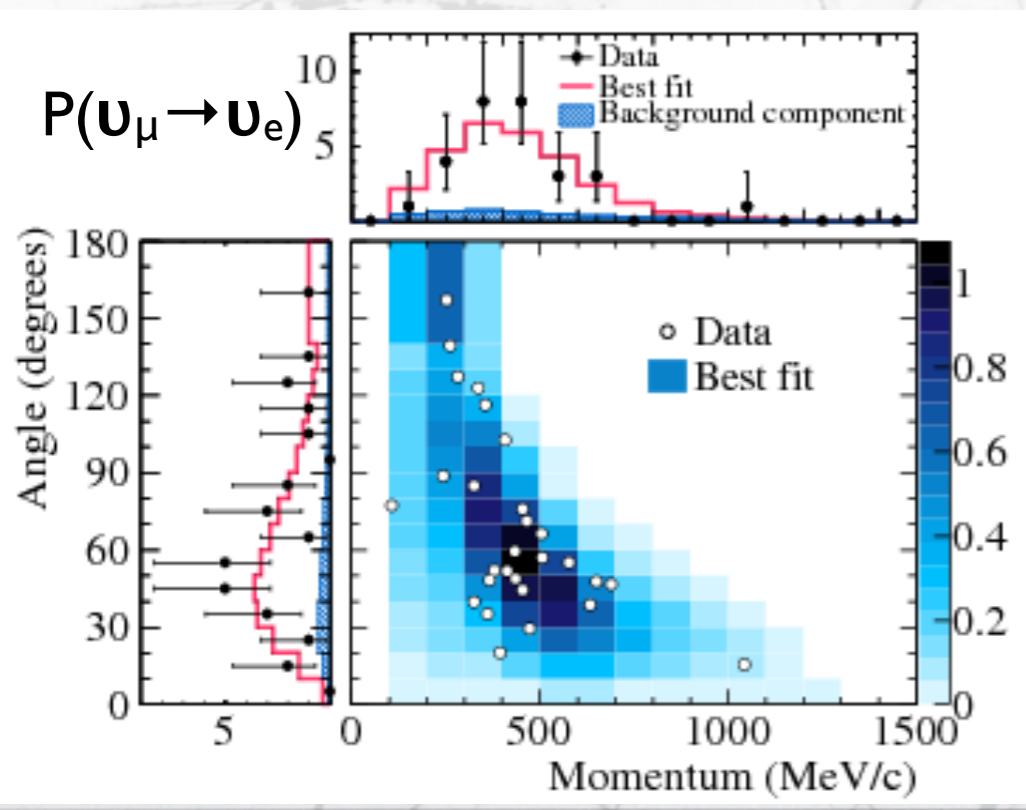 P(υμ→υe)
10
5
Data
Best fit
Background component
Angle (degrees)
180
150
120
90
60
30
0
5
Data
Best fit
1
0.8
0.6
0.4
0.2
0
0
500
1000
1500
Momentum (MeV/c)